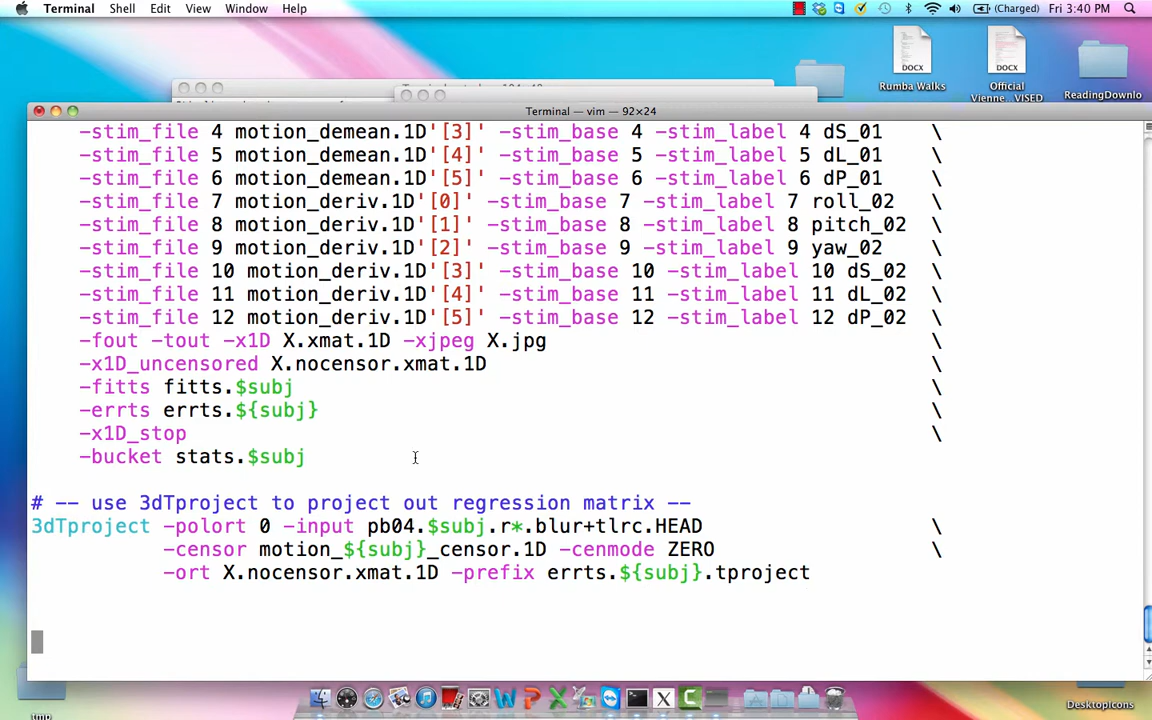 Terminal Shell Edit View Window Help (Charged) Fri 3:40 PM
DOCX DOCX
Rumba Walks Official ReadingDownlo
Vienne...VISED
Terminal — vim — 92×24
-stim_file 4 motion_demean.1D'[3]' -stim_base 4 -stim_label 4 dS_01 \
-stim_file 5 motion_demean.1D'[4]' -stim_base 5 -stim_label 5 dL_01 \
-stim_file 6 motion_demean.1D'[5]' -stim_base 6 -stim_label 6 dP_01 \
-stim_file 7 motion_deriv.1D'[0]' -stim_base 7 -stim_label 7 roll_02 \
-stim_file 8 motion_deriv.1D'[1]' -stim_base 8 -stim_label 8 pitch_02 \
-stim_file 9 motion_deriv.1D'[2]' -stim_base 9 -stim_label 9 yaw_02 \
-stim_file 10 motion_deriv.1D'[3]' -stim_base 10 -stim_label 10 dS_02 \
-stim_file 11 motion_deriv.1D'[4]' -stim_base 11 -stim_label 11 dL_02 \
-stim_file 12 motion_deriv.1D'[5]' -stim_base 12 -stim_label 12 dP_02 \
-fout -tout -x1D X.xmat.1D -xjpeg X.jpg \
-x1D_uncensored X.nocensor.xmat.1D \
-fitts fitts.$subj \
-errts errts.${subj} \
-x1D_stop \
-bucket stats.$subj
# -- use 3dTproject to project out regression matrix --
3dTproject -polort 0 -input pb04.$subj.r*.blur+tlrc.HEAD \
-censor motion_${subj}_censor.1D -cenmode ZERO \
-ort X.nocensor.xmat.1D -prefix errts.${subj}.tproject
DesktopIcons
tmp